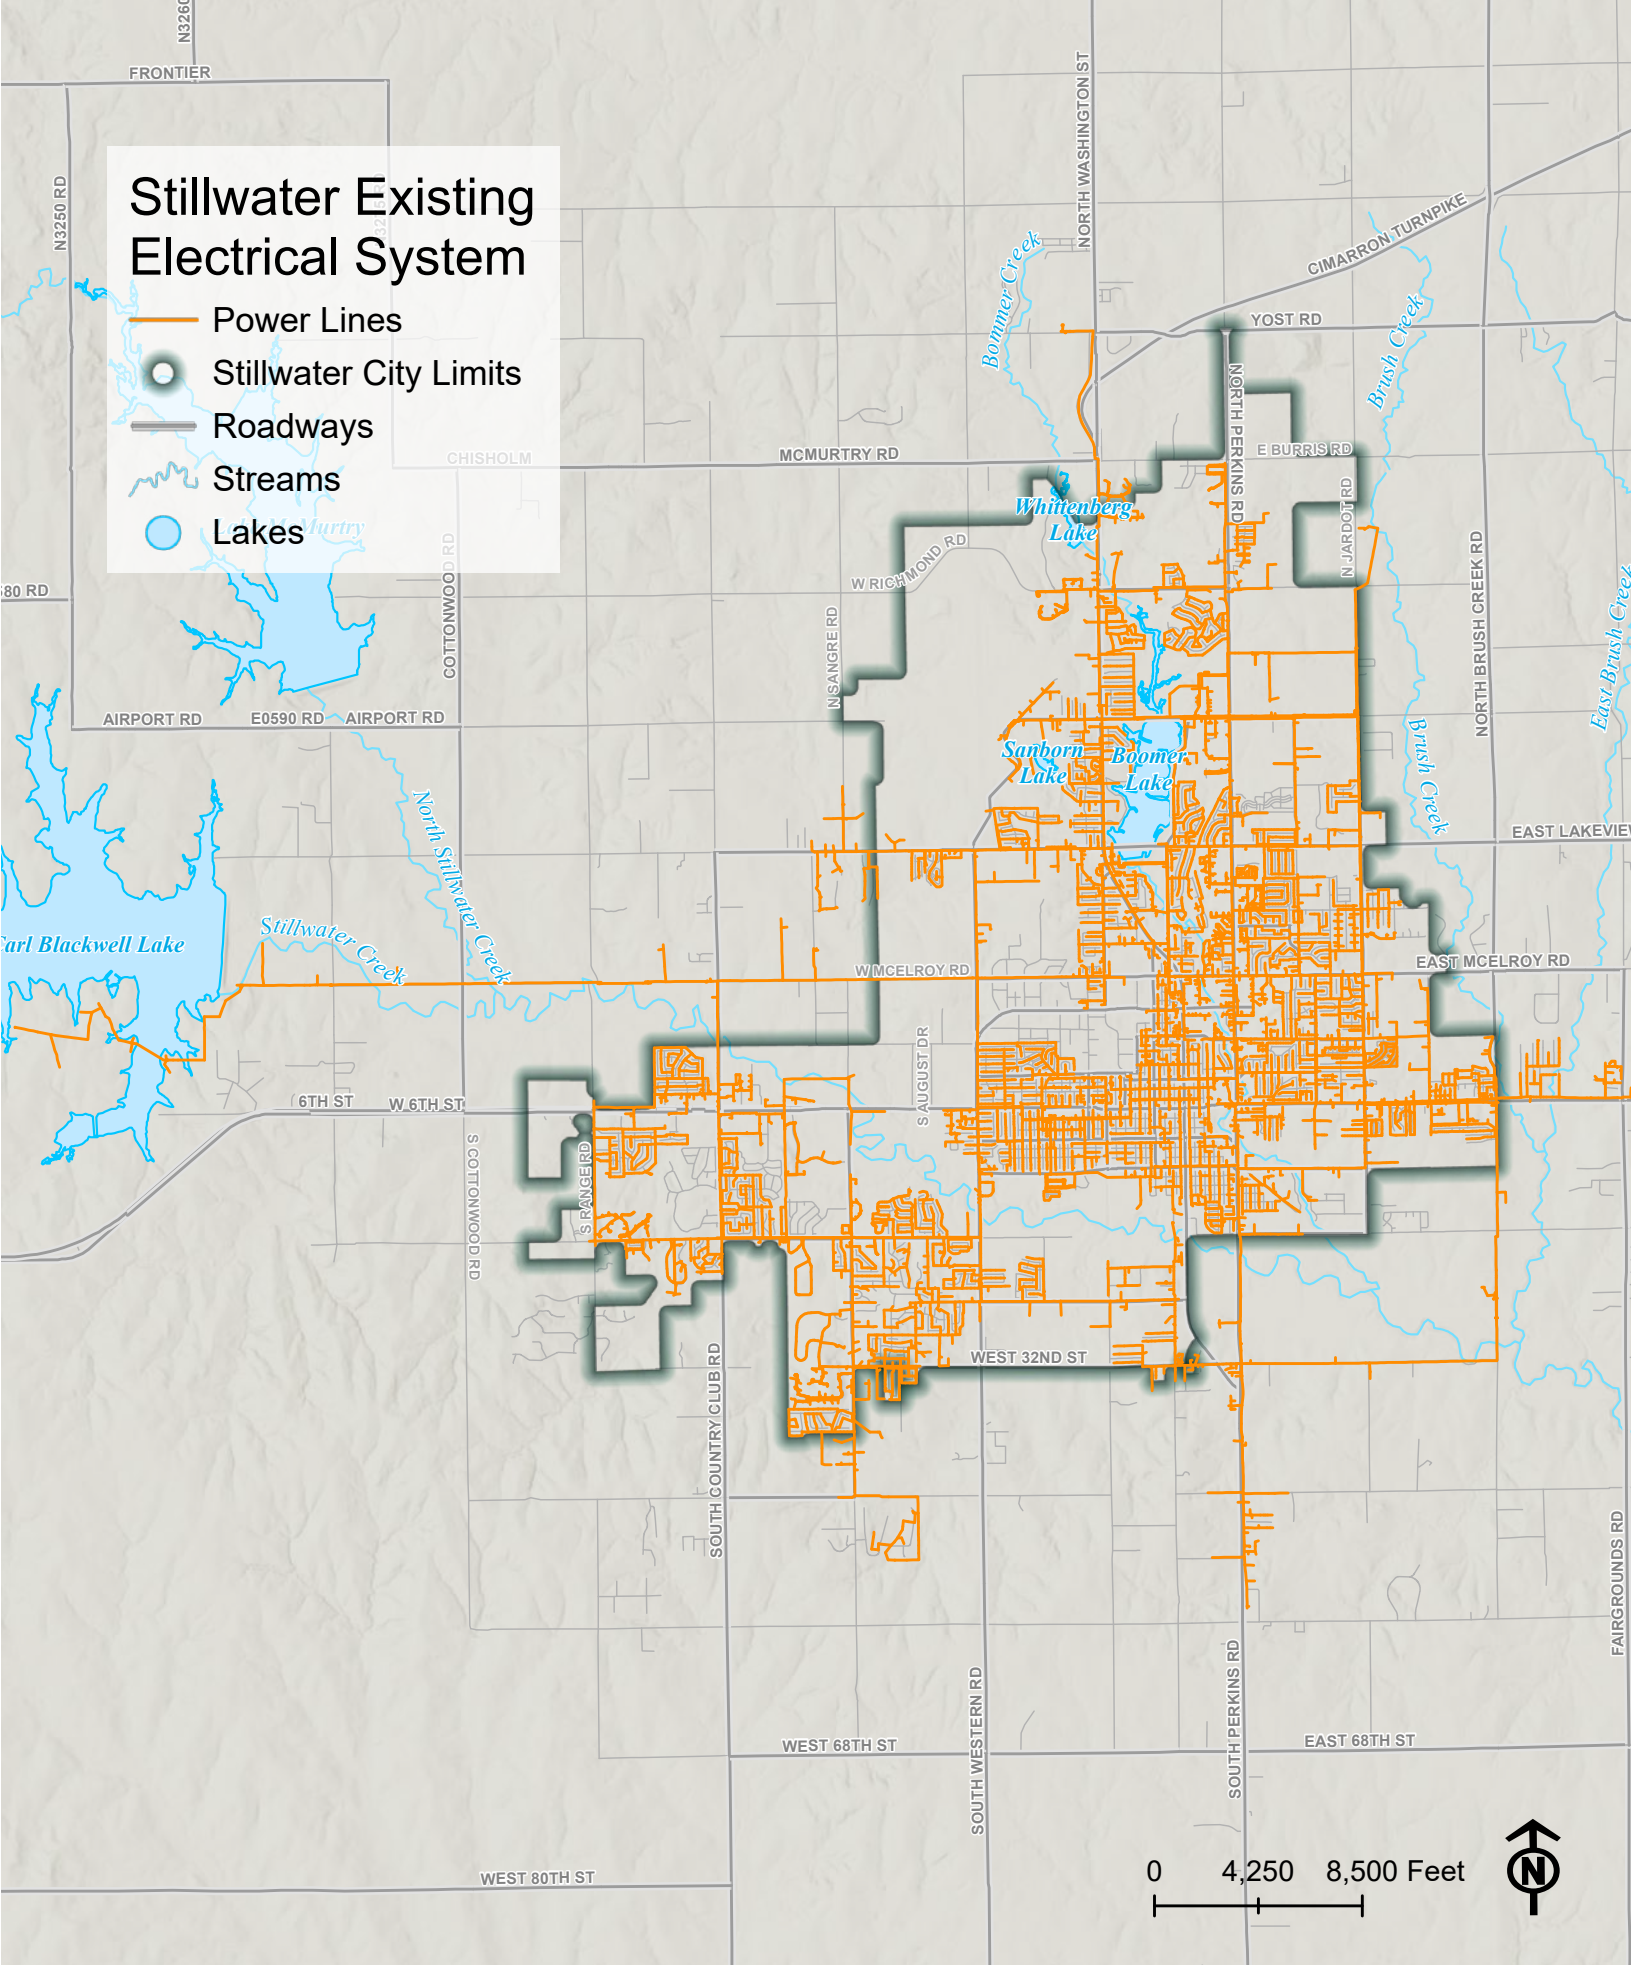 N3260
FRONTIER
NORTH WASHINGTON ST
N3250 RD
Stillwater Existing
Electrical System
Power Lines
Stillwater City Limits
Roadways
Streams
Lakes
CIMARRON TURNPIKE
Bommer Creek
YOST RD
Brush Creek
NORTH PERKINS RD
E BURRIS RD
CHISHOLM
MCMURTRY RD
Whittenberg
Lake
N JARDOT RD
W RICHMOND RD
COTTONWOOD RD
NORTH BRUSH CREEK RD
East Brush Creek
80 RD
N SANGRE RD
AIRPORT RD
E0590 RD
AIRPORT RD
Sanborn
Lake
Boomer
Lake
Brush Creek
North Stillwater Creek
EAST LAKEVIEW
Carl Blackwell Lake
Stillwater Creek
W MCELROY RD
EAST MCELROY RD
S AUGUST DR
6TH ST
W 6TH ST
S COTTONWOOD RD
S RANGE RD
WEST 32ND ST
SOUTH COUNTRY CLUB RD
FAIRGROUNDS RD
SOUTH WESTERN RD
SOUTH PERKINS RD
WEST 68TH ST
EAST 68TH ST
WEST 80TH ST
0 4,250 8,500 Feet
N